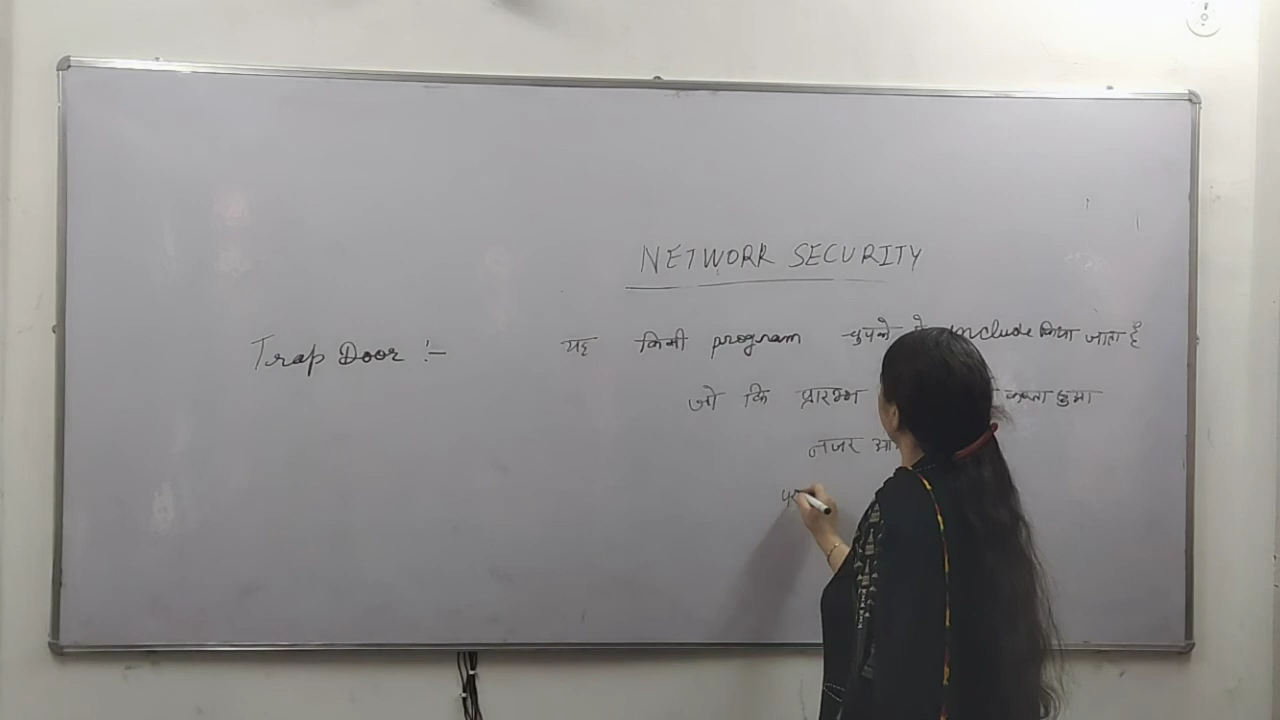 NETWORK SECURITY
Trap Door :- यह किसी program चुपके से include किया जाता है
जो कि प्रारम्भ करता हुआ
नजर